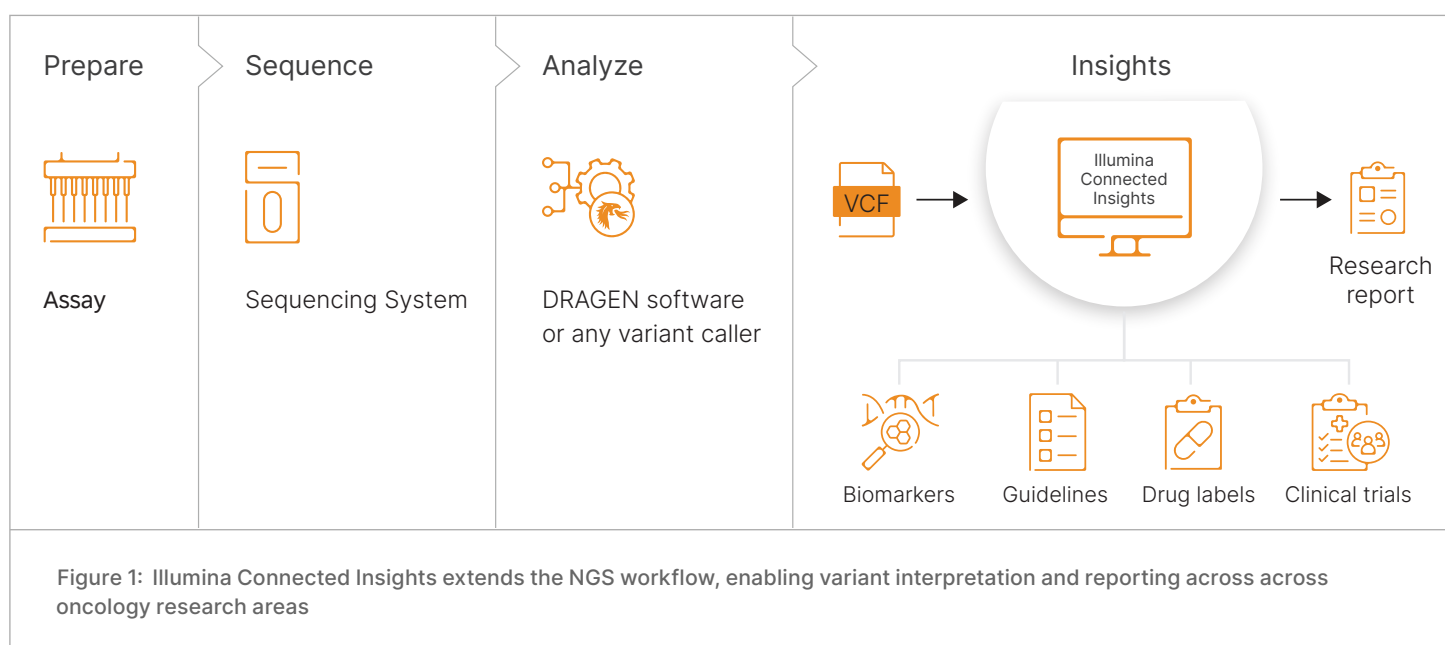 Prepare
Sequence
Analyze
Insights
Assay
Sequencing System
DRAGEN software
or any variant caller
VCF
Illumina
Connected
Insights
Research
report
Biomarkers
Guidelines
Drug labels
Clinical trials
Figure 1: Illumina Connected Insights extends the NGS workflow, enabling variant interpretation and reporting across across
oncology research areas